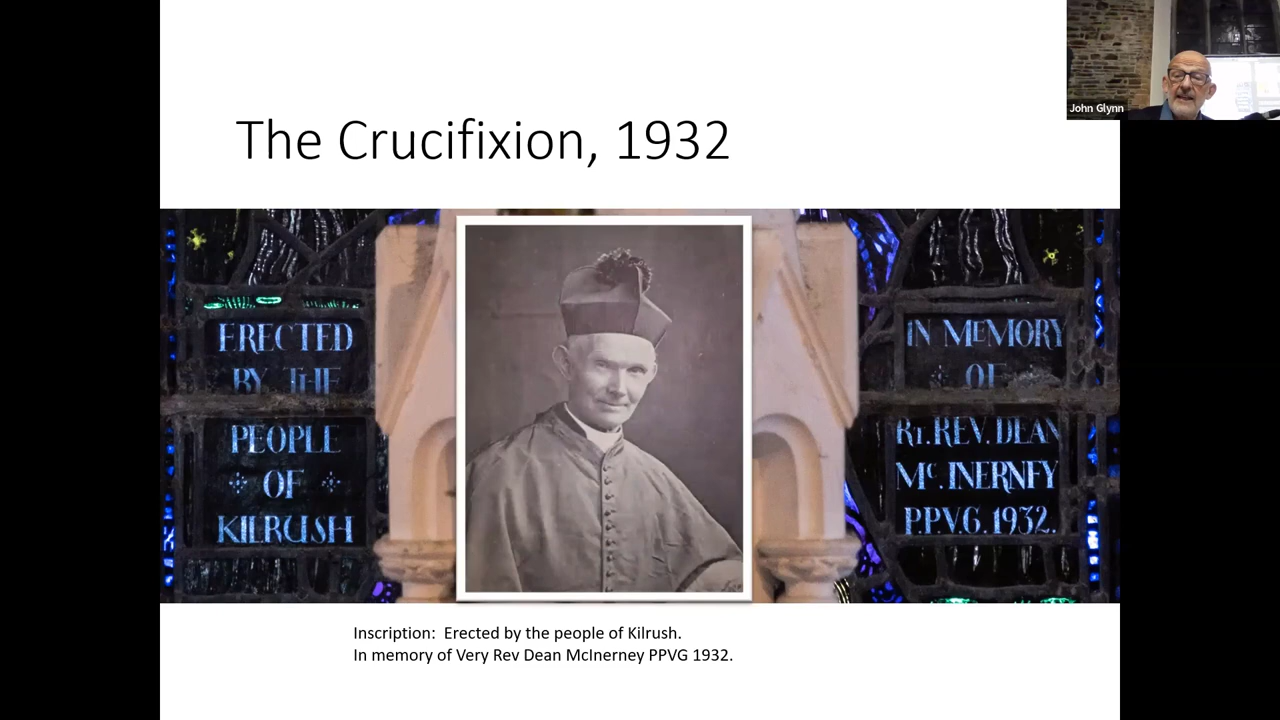 John Glynn
The Crucifixion, 1932
ERECTED
BY THE
PEOPLE
OF
KILRUSH
IN MEMORY
OF
RT. REV. DEAN
Mc. INERNEY
P.P.V.G. 1932.
Inscription: Erected by the people of Kilrush.
In memory of Very Rev Dean McInerney PPVG 1932.